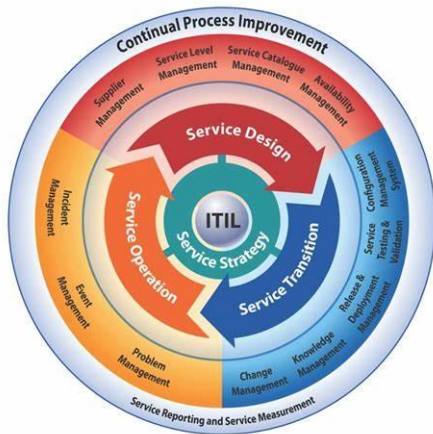 Continual Process Improvement
Supplier
Management
Service Level
Management
Service Catalogue
Management
Availability
Management
Configuration
Management
System
Service
Testing &
Validation
Release &
Deployment
Management
Knowledge
Management
Change
Management
Problem
Management
Event
Management
Incident
Management
Service Design
Service Transition
Service Operation
ITIL
Service Strategy
Service Reporting and Service Measurement